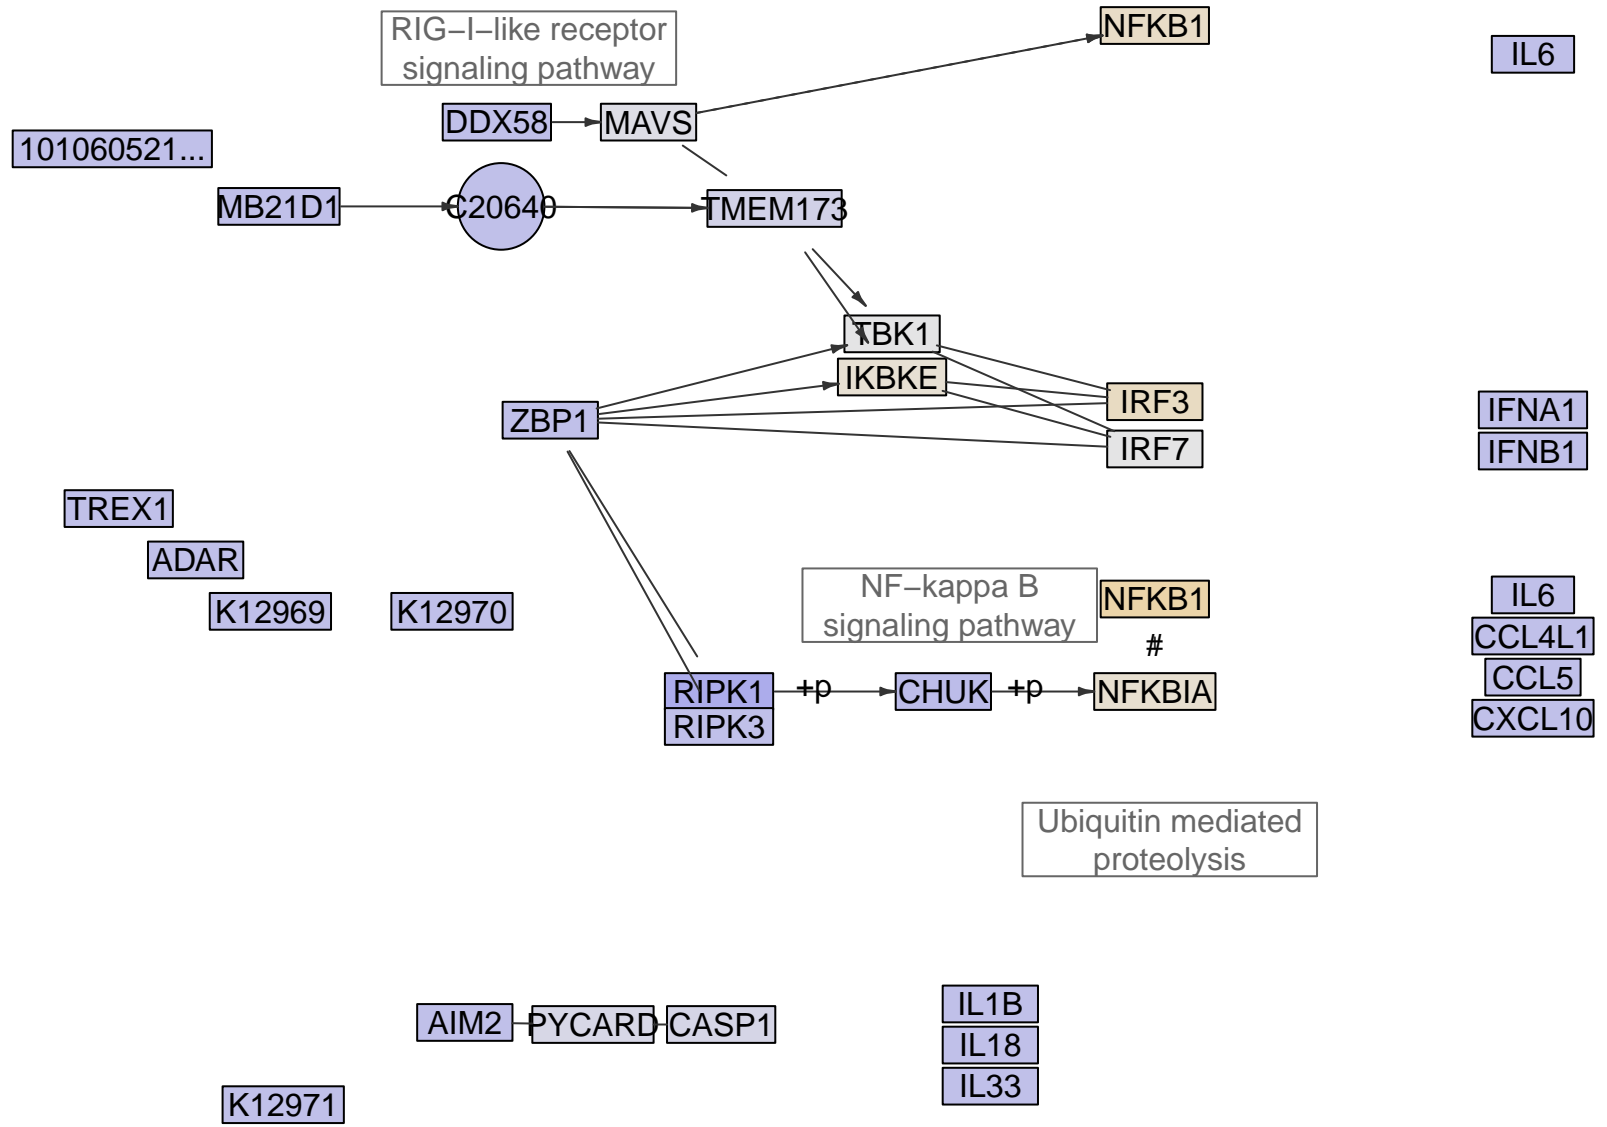 RIG−I−like receptor
signaling pathway
NFKB1
IL6
DDX58
MAVS
101060521...
MB21D1
C20640
TMEM173
TBK1
IKBKE
ZBP1
IRF3
IRF7
IFNA1
IFNB1
TREX1
ADAR
K12969
K12970
NF−kappa B
signaling pathway
NFKB1
#
IL6
CCL4L1
CCL5
CXCL10
RIPK1
+p
CHUK
+p
NFKBIA
RIPK3
Ubiquitin mediated
proteolysis
AIM2
PYCARD
CASP1
IL1B
IL18
IL33
K12971